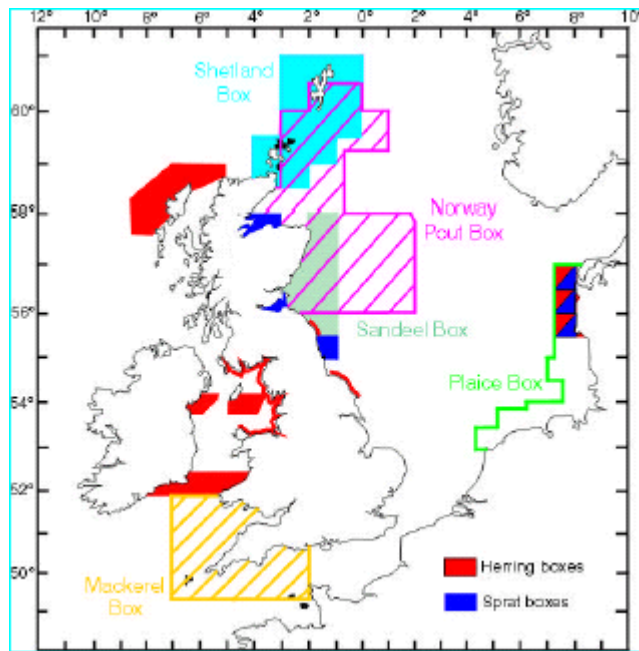 12° 10° 8° 6° 4° 2° 0° 2° 4° 6° 8° 10°
Shetland
Box
60°
58°
Norway
Pout Box
56°
Sandeel Box
Plaice Box
54°
52°
Herring boxes
50°
Mackerel
Box
Sprat boxes